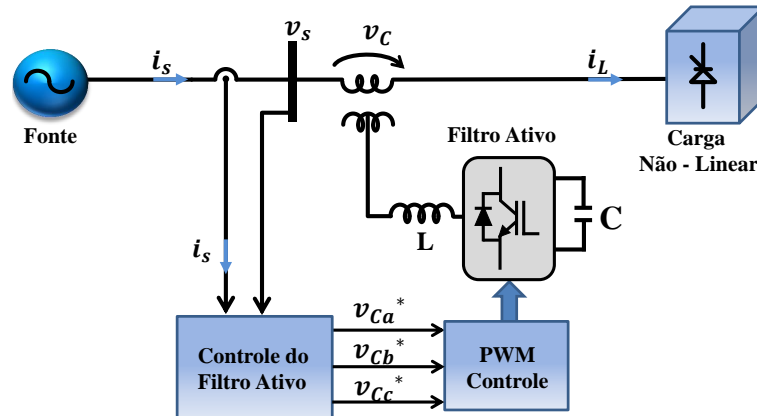 v_s
v_C
i_s
i_L
Fonte
Filtro Ativo
Carga
Não - Linear
L
C
i_s
v_Ca*
v_Cb*
v_Cc*
Controle do
Filtro Ativo
PWM
Controle